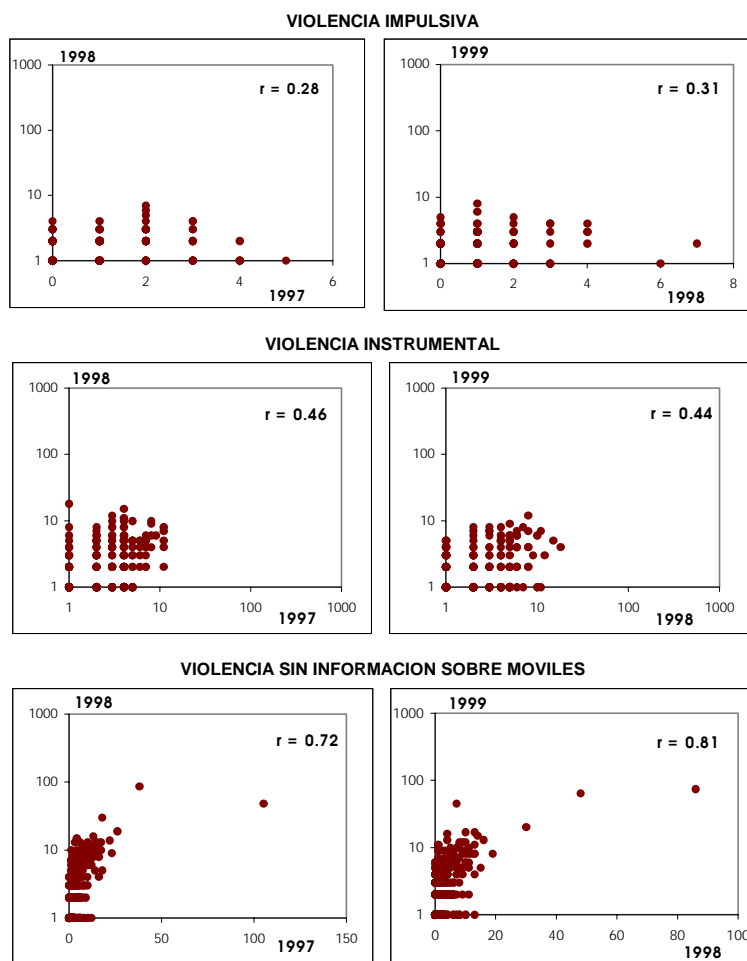 VIOLENCIA IMPULSIVA
1998
1000
100
10
1
0 2 4 6
1997
r = 0.28
1999
1000
100
10
1
0 2 4 6 8
1998
r = 0.31
VIOLENCIA INSTRUMENTAL
1998
1000
100
10
1
1 10 100 1000
1997
r = 0.46
1999
1000
100
10
1
1 10 100 1000
1998
r = 0.44
VIOLENCIA SIN INFORMACION SOBRE MOVILES
1998
1000
100
10
1
0 50 100 150
1997
r = 0.72
1999
1000
100
10
1
0 20 40 60 80 100
1998
r = 0.81